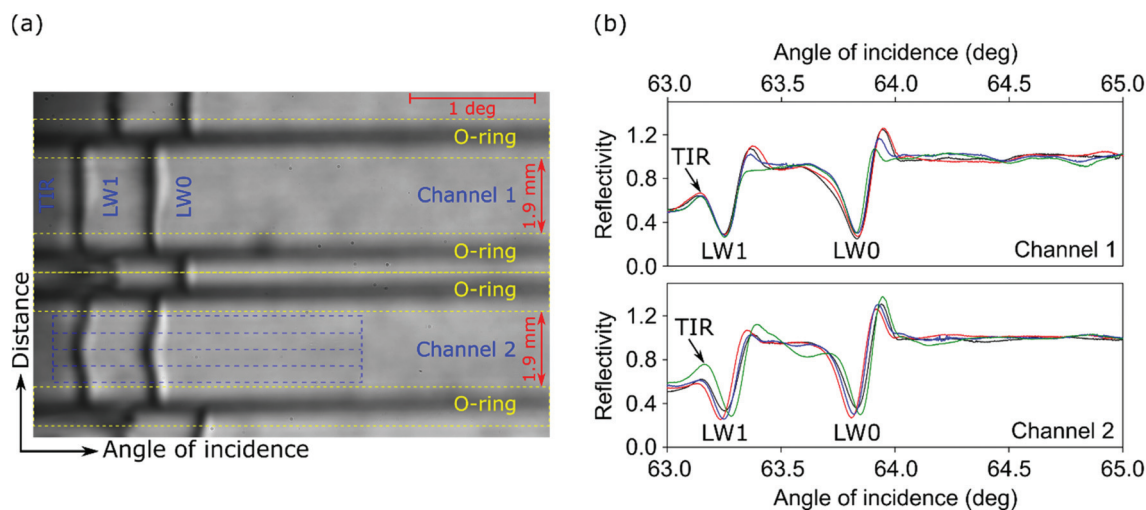 (a)
1 deg
O-ring
TIR
LW1
LW0
Channel 1
1.9 mm
O-ring
O-ring
Channel 2
1.9 mm
O-ring
Distance
Angle of incidence
(b)
Angle of incidence (deg)
63.0 63.5 64.0 64.5 65.0
Reflectivity
1.2
0.8
0.4
0.0
TIR
LW1
LW0
Channel 1
Reflectivity
1.2
0.8
0.4
0.0
TIR
LW1
LW0
Channel 2
63.0 63.5 64.0 64.5 65.0
Angle of incidence (deg)